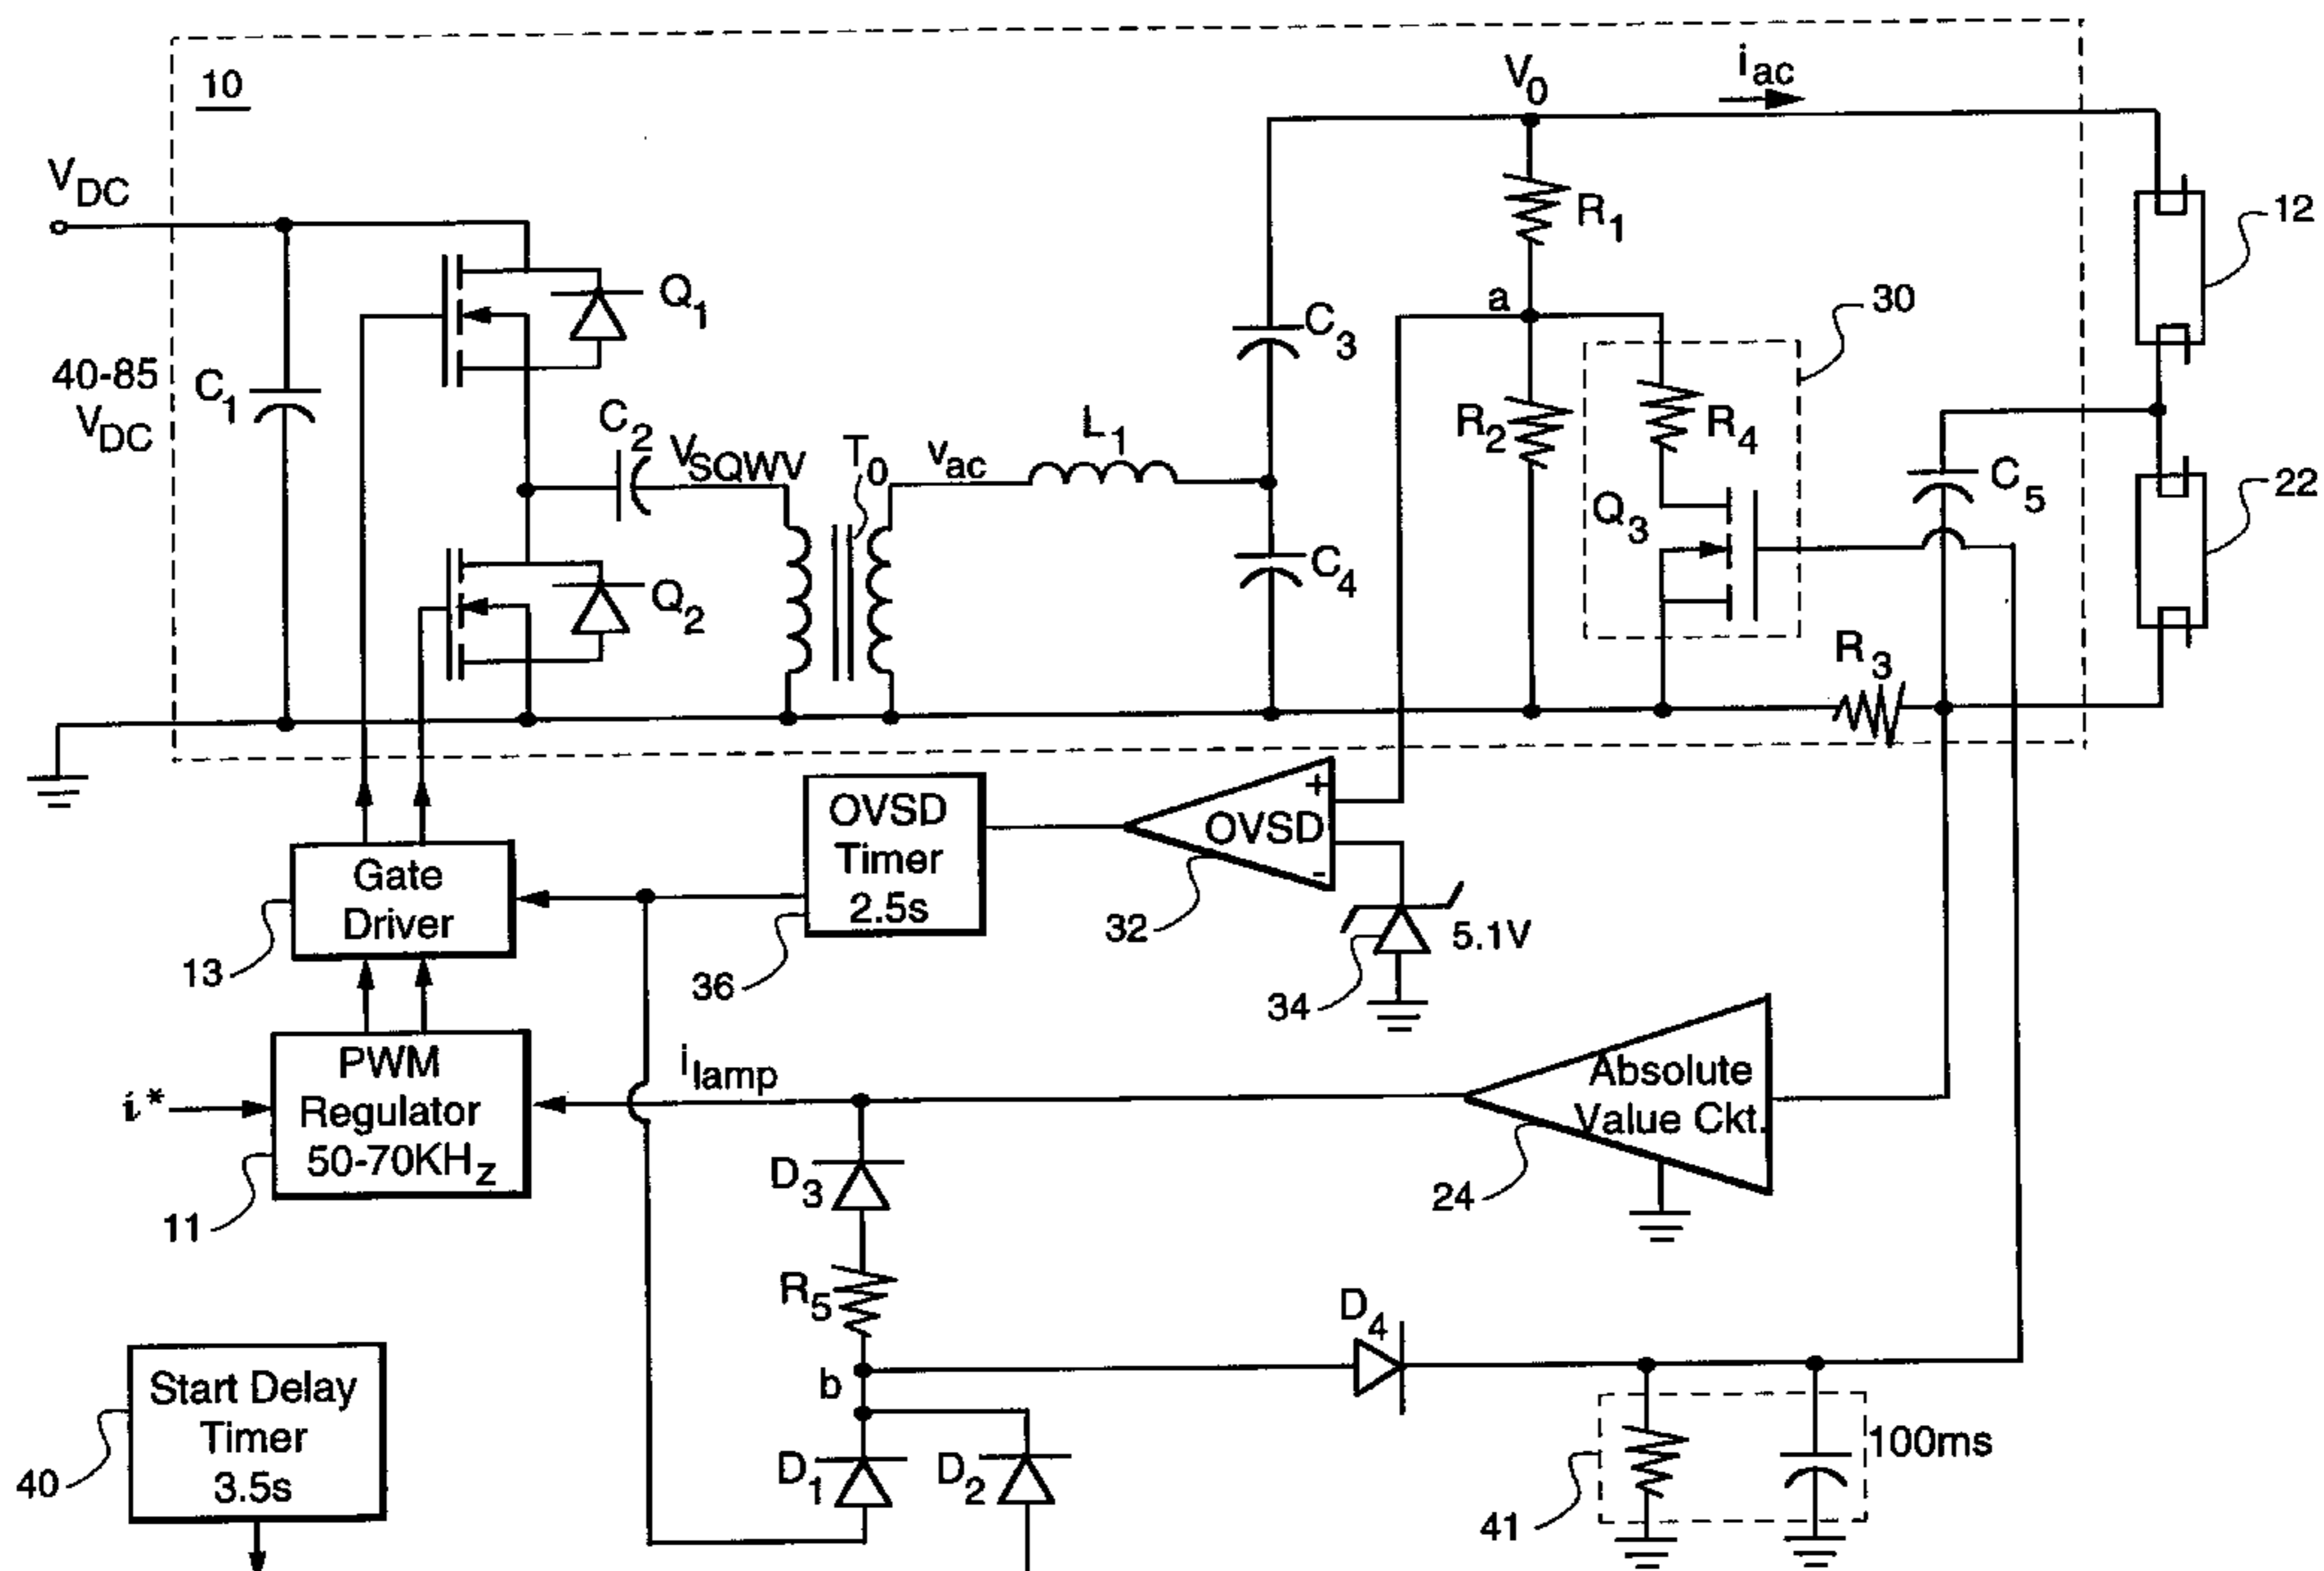 10
V0
iac
VDC
R1
12
Q1
a
30
C3
40-85
VDC
C1
C2
VSQWV
T0
vac
L1
R2
R4
C5
22
Q3
C4
Q2
R3
OVSD
Timer
2.5s
+
OVSD
-
Gate
Driver
32
5.1V
13
36
34
PWM
Regulator
50-70KHz
i*
ilamp
Absolute
Value Ckt.
D3
24
11
R5
D4
Start Delay
Timer
3.5s
b
100ms
D1
D2
40
41